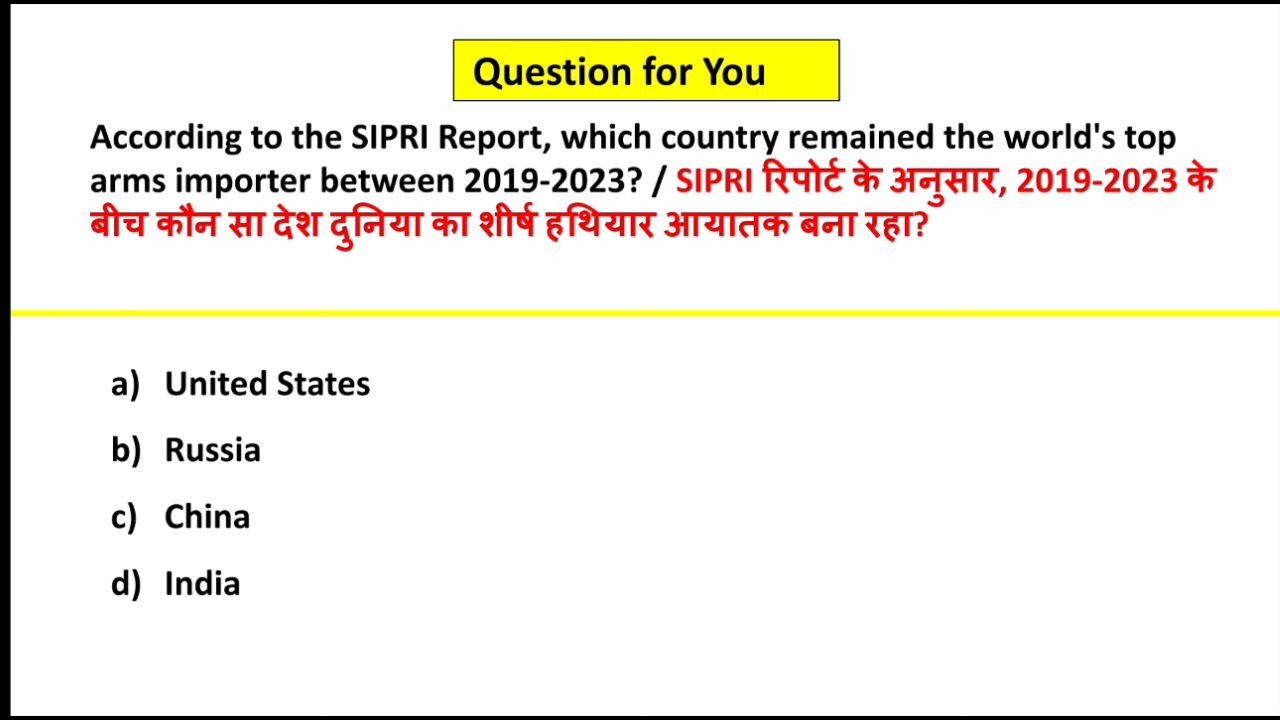 Question for You
According to the SIPRI Report, which country remained the world's top
arms importer between 2019-2023? / SIPRI रिपोर्ट के अनुसार, 2019-2023 के
बीच कौन सा देश दुनिया का शीर्ष हथियार आयातक बना रहा?
a) United States
b) Russia
c) China
d) India